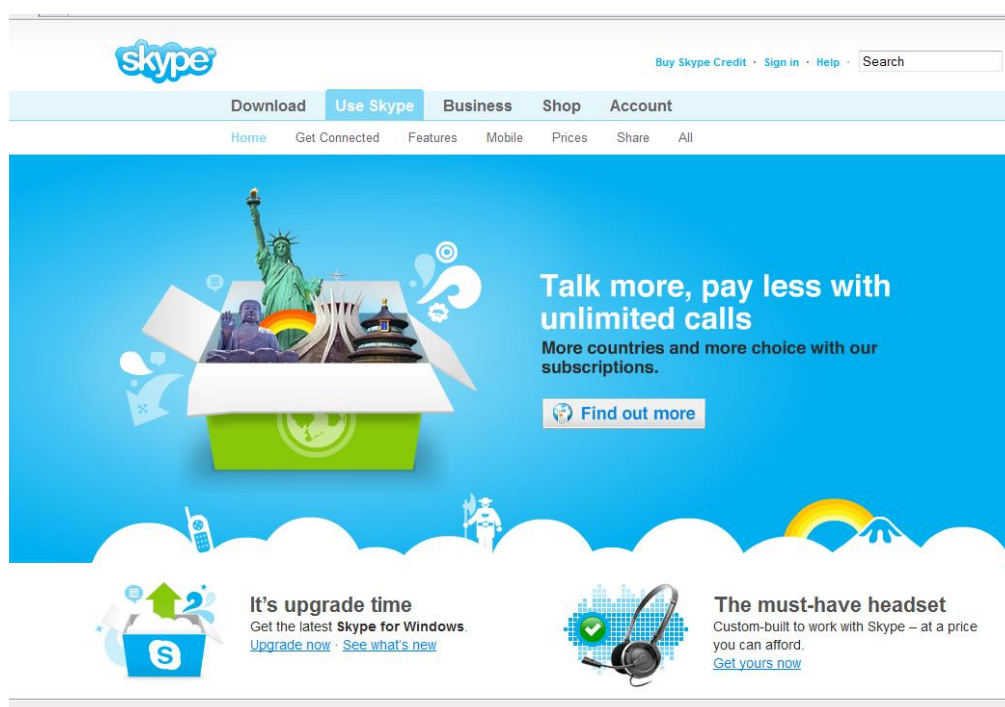 skype
Buy Skype Credit · Sign in · Help · Search
Download Use Skype Business Shop Account
Home Get Connected Features Mobile Prices Share All
Talk more, pay less with
unlimited calls
More countries and more choice with our
subscriptions.
Find out more
It's upgrade time
Get the latest Skype for Windows.
Upgrade now · See what's new
The must-have headset
Custom-built to work with Skype – at a price
you can afford.
Get yours now